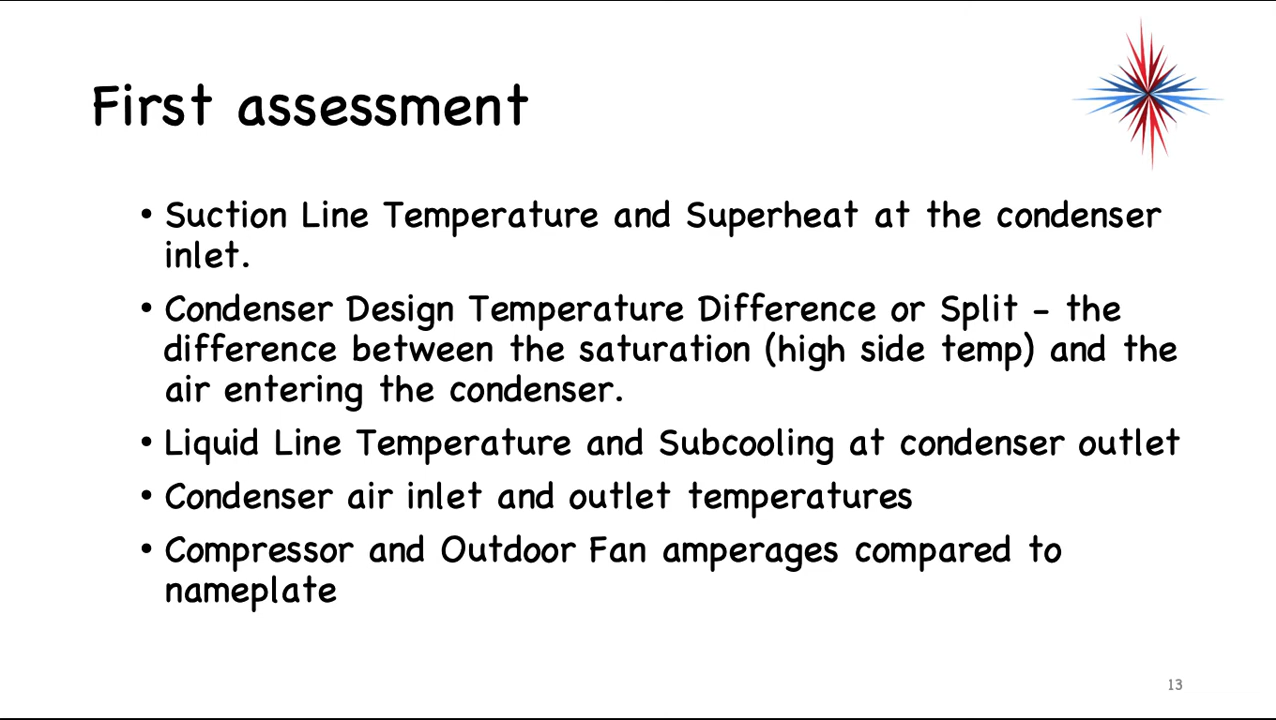 First assessment
• Suction Line Temperature and Superheat at the condenser
inlet.
• Condenser Design Temperature Difference or Split – the
difference between the saturation (high side temp) and the
air entering the condenser.
• Liquid Line Temperature and Subcooling at condenser outlet
• Condenser air inlet and outlet temperatures
• Compressor and Outdoor Fan amperages compared to
nameplate
13